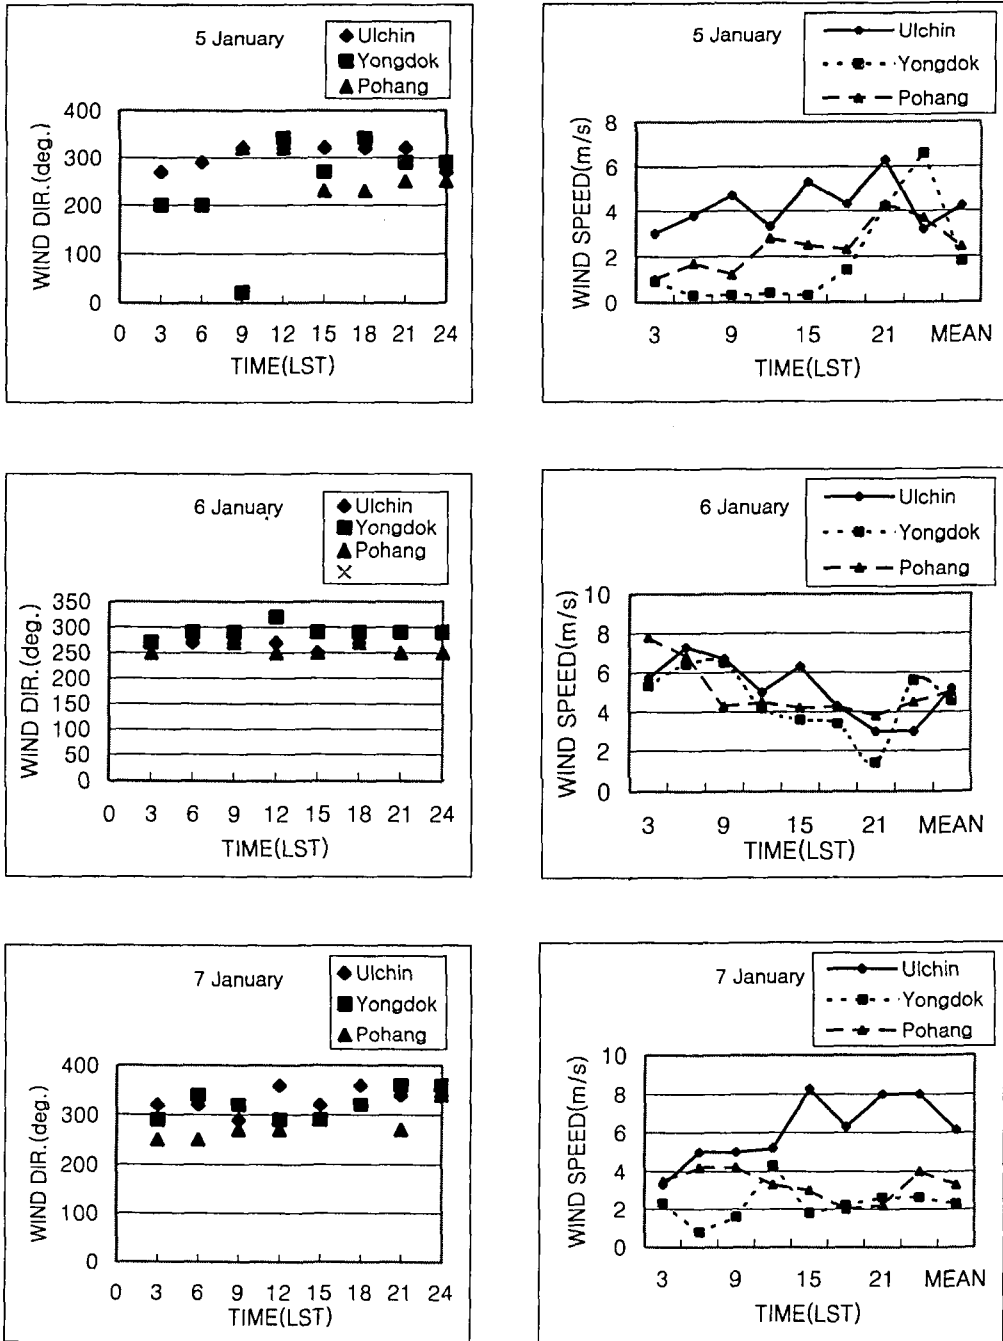 5 January
Ulchin
Yongdok
Pohang
WIND DIR.(deg.)
400
300
200
100
0
0 3 6 9 12 15 18 21 24
TIME(LST)
5 January
Ulchin
Yongdok
Pohang
WIND SPEED(m/s)
8
6
4
2
0
3 9 15 21 MEAN
TIME(LST)
6 January
Ulchin
Yongdok
Pohang
WIND DIR.(deg.)
350
300
250
200
150
100
50
0
0 3 6 9 12 15 18 21 24
TIME(LST)
6 January
Ulchin
Yongdok
Pohang
WIND SPEED(m/s)
10
8
6
4
2
0
3 9 15 21 MEAN
TIME(LST)
7 January
Ulchin
Yongdok
Pohang
WIND DIR.(deg.)
400
300
200
100
0
0 3 6 9 12 15 18 21 24
TIME(LST)
7 January
Ulchin
Yongdok
Pohang
WIND SPEED(m/s)
10
8
6
4
2
0
3 9 15 21 MEAN
TIME(LST)